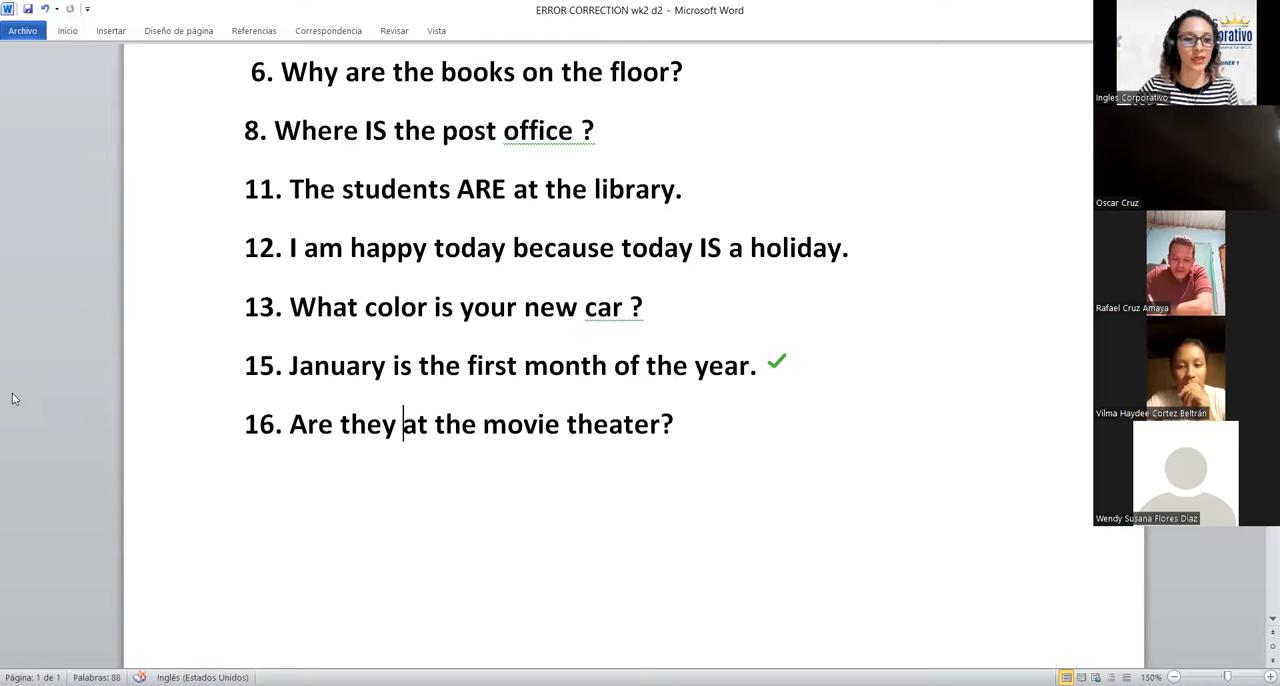 ERROR CORRECTION wk2 d2 - Microsoft Word
Archivo Inicio Insertar Diseño de página Referencias Correspondencia Revisar Vista
6. Why are the books on the floor?
8. Where IS the post office ?
11. The students ARE at the library.
12. I am happy today because today IS a holiday.
13. What color is your new car ?
15. January is the first month of the year.
16. Are they at the movie theater?
Ingles Corporativo
Oscar Cruz
Rafael Cruz Amaya
Vilma Haydee Cortez Beltrán
Wendy Susana Flores Diaz
Página: 1 de 1 Palabras: 88 Inglés (Estados Unidos) 150%